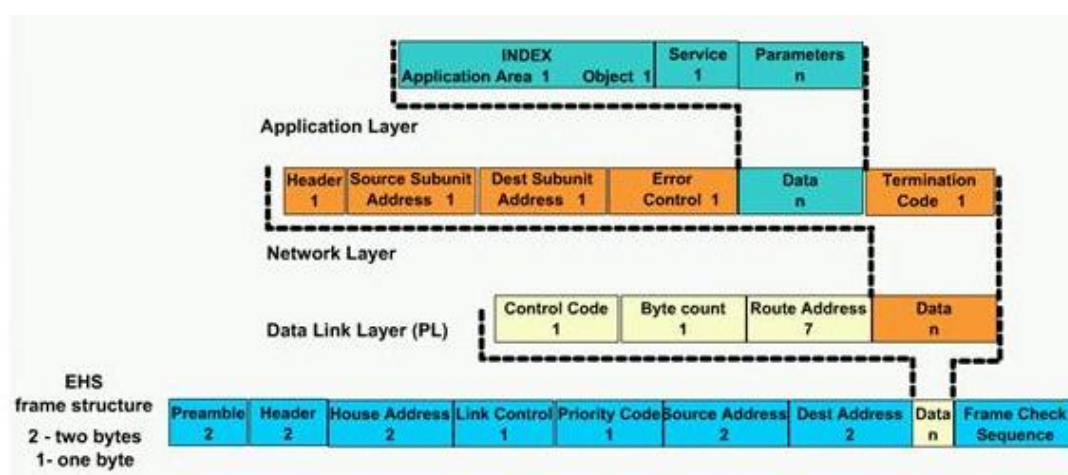 INDEX Service Parameters
Application Area 1 Object 1 1 n
Application Layer
Header Source Subunit Dest Subunit Error Data Termination
1 Address 1 Address 1 Control 1 n Code 1
Network Layer
Control Code Byte count Route Address Data
1 1 7 n
Data Link Layer (PL)
EHS
frame structure
2 - two bytes
1- one byte
Preamble Header House Address Link Control Priority Code Source Address Dest Address Data Frame Check
2 2 2 1 1 2 2 n Sequence